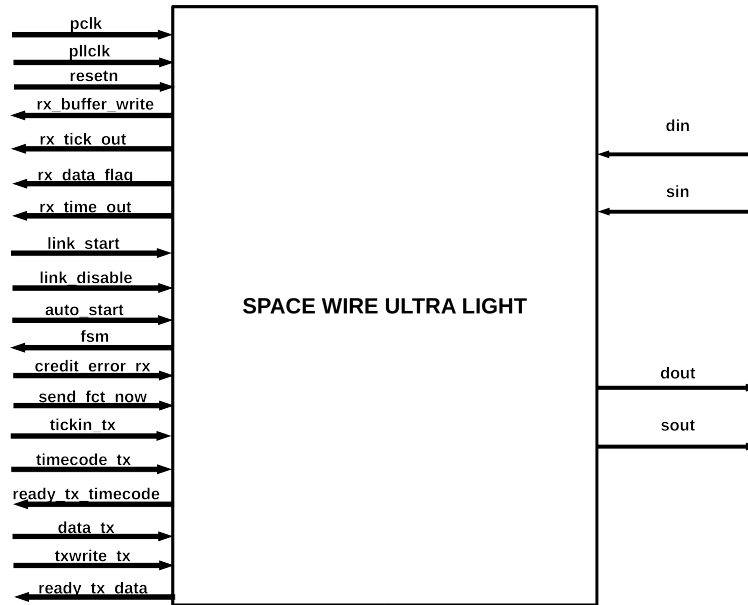 pclk
pllclk
resetn
rx_buffer_write
rx_tick_out
rx_data_flag
rx_time_out
link_start
link_disable
auto_start
fsm
credit_error_rx
send_fct_now
tickin_tx
timecode_tx
ready_tx_timecode
data_tx
txwrite_tx
ready_tx_data
SPACE WIRE ULTRA LIGHT
din
sin
dout
sout